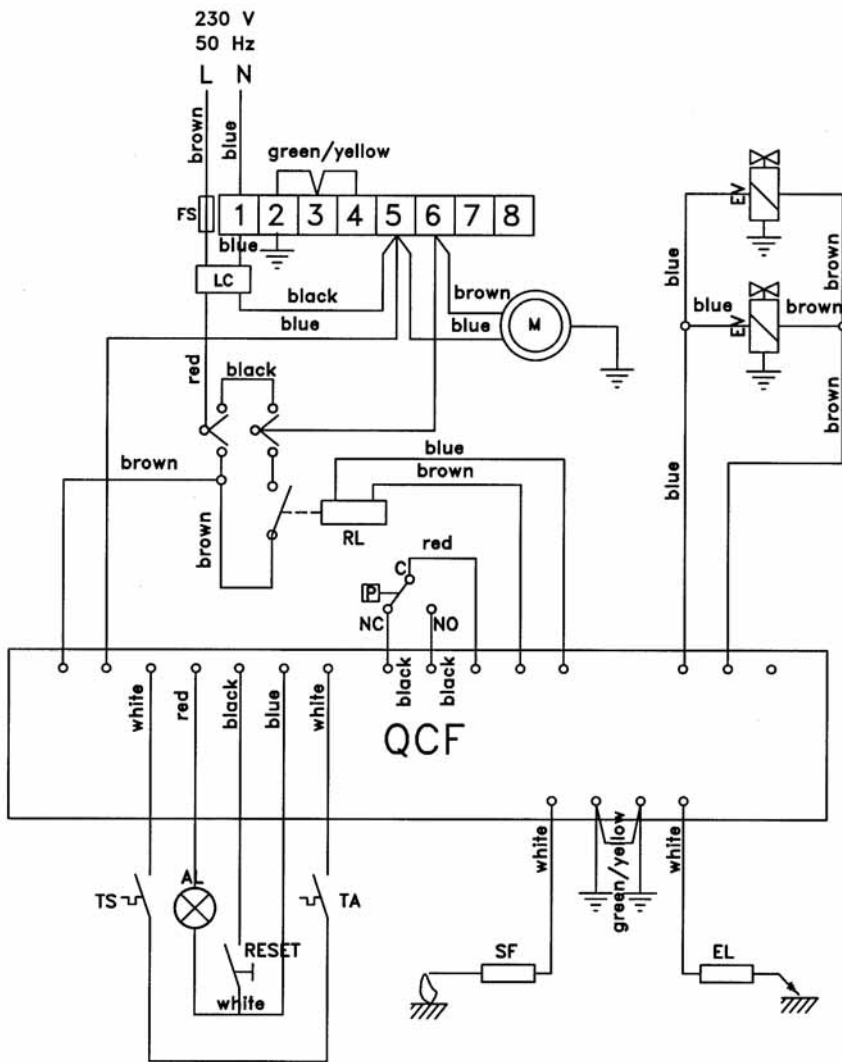 230 V
50 Hz
L N
brown
blue
green/yellow
FS
1 2 3 4 5 6 7 8
blue
LC
black
blue
brown
blue
M
EV
brown
blue
blue
EV
brown
red
black
brown
blue
brown
blue
brown
brown
RL
red
C
P
NC
NO
black
black
white
red
black
blue
white
QCF
white
green/yellow
white
TS
AL
TA
RESET
white
SF
EL